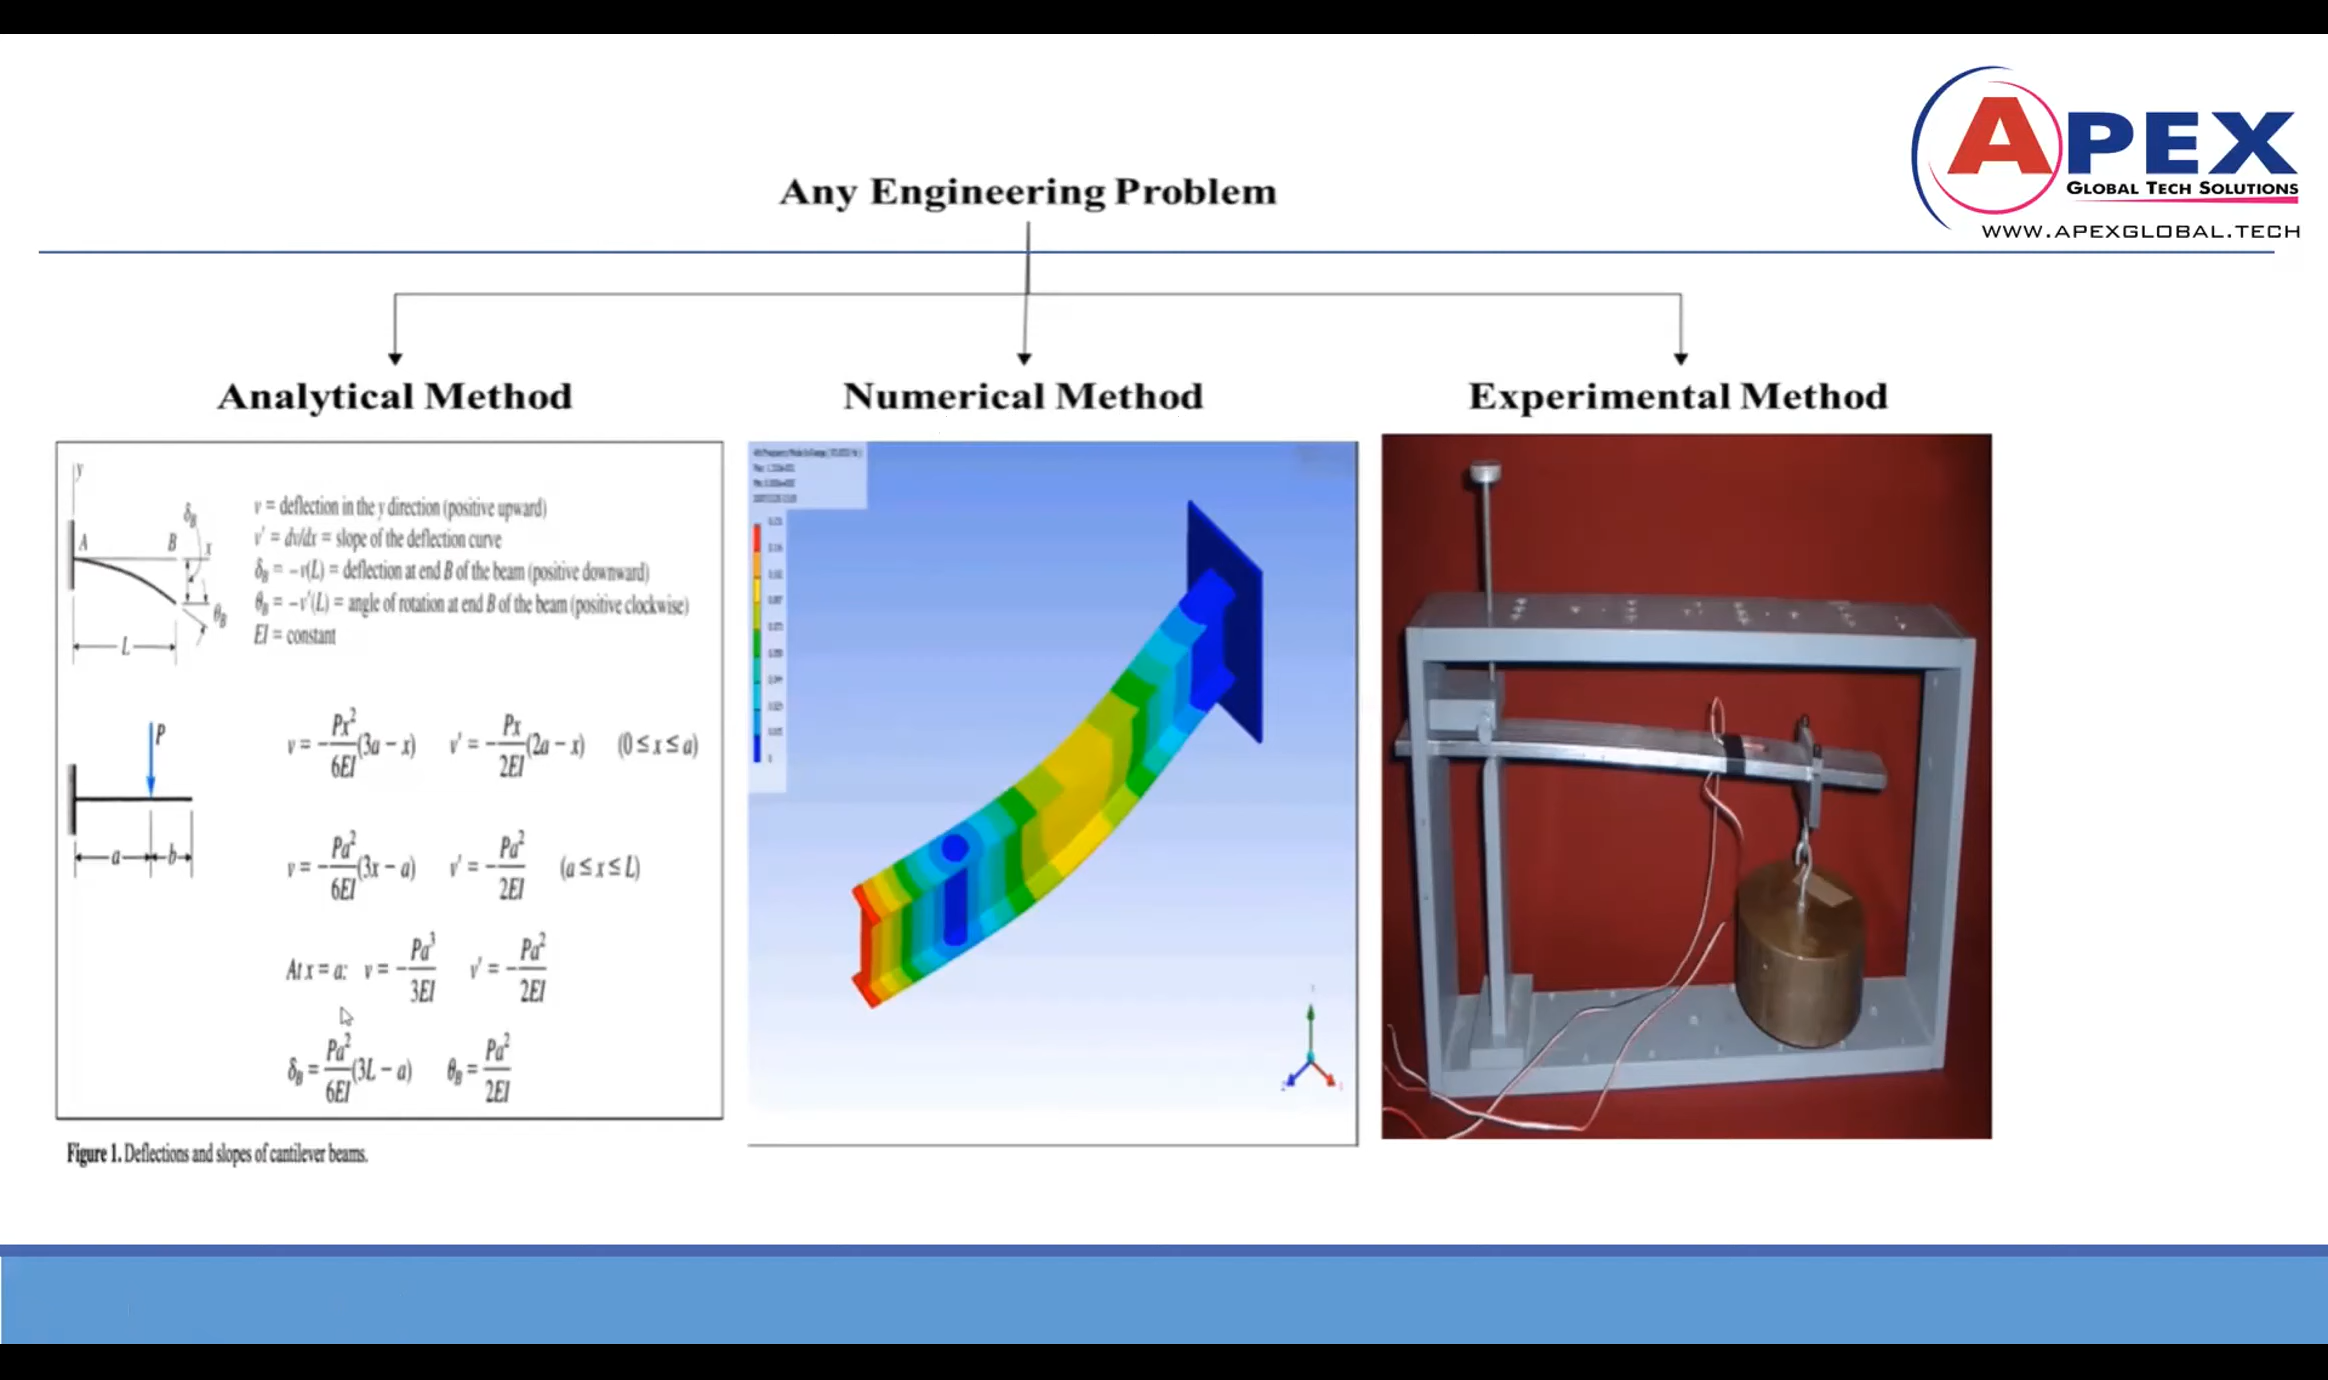 APEX
GLOBAL TECH SOLUTIONS
WWW.APEXGLOBAL.TECH
Any Engineering Problem
Analytical Method
Numerical Method
Experimental Method
y
A
B
x
δB
θB
L
v = deflection in the y direction (positive upward)
v′ = dv/dx = slope of the deflection curve
δB = −v(L) = deflection at end B of the beam (positive downward)
θB = −v′(L) = angle of rotation at end B of the beam (positive clockwise)
EI = constant
P
a
b
v = −Px²/6EI(3a − x) v′ = −Px/2EI(2a − x) (0 ≤ x ≤ a)
v = −Pa²/6EI(3x − a) v′ = −Pa²/2EI (a ≤ x ≤ L)
At x = a: v = −Pa³/3EI v′ = −Pa²/2EI
δB = Pa²/6EI(3L − a) θB = Pa²/2EI
Figure 1. Deflections and slopes of cantilever beams.